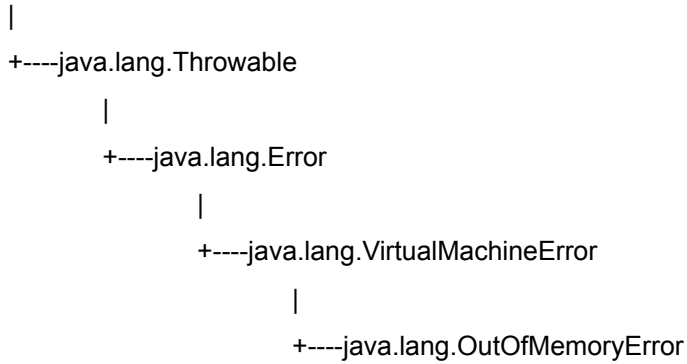 |
+----java.lang.Throwable
|
+----java.lang.Error
|
+----java.lang.VirtualMachineError
|
+----java.lang.OutOfMemoryError